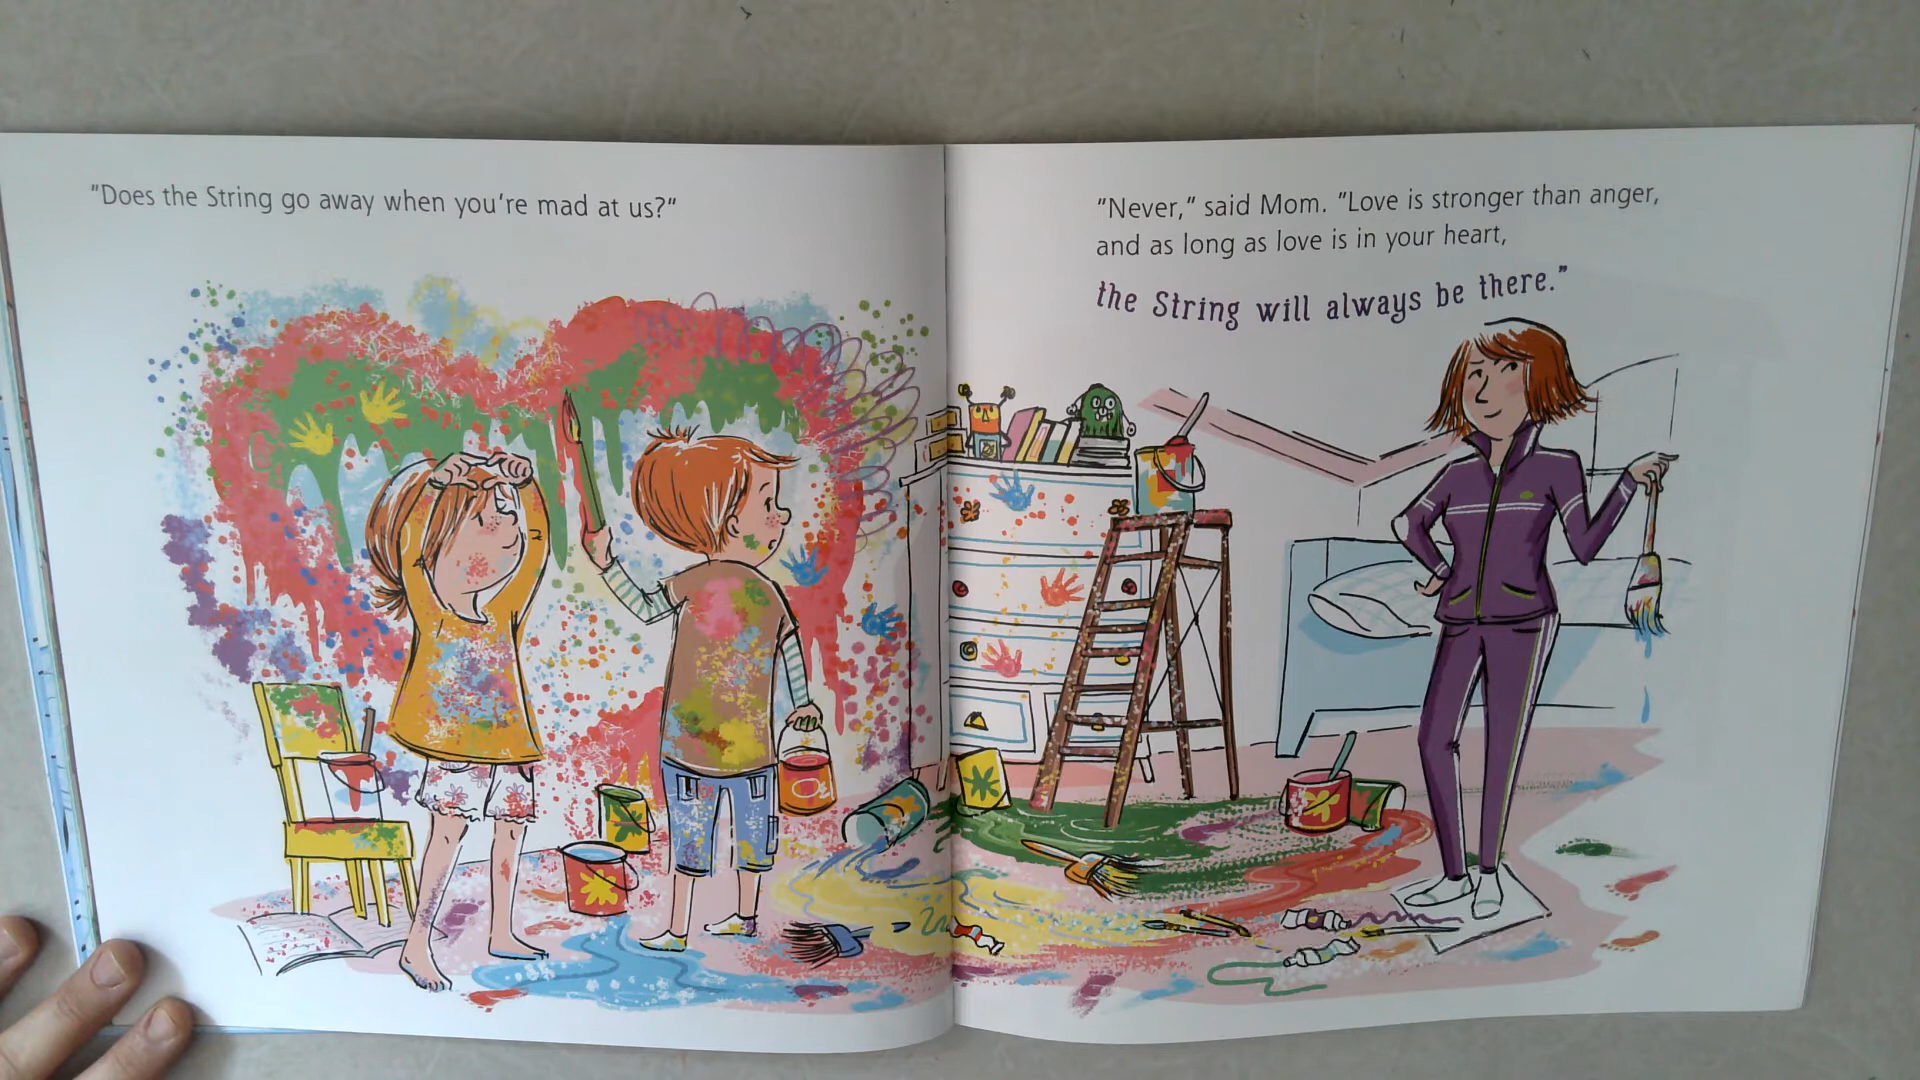 "Does the String go away when you're mad at us?"
"Never," said Mom. "Love is stronger than anger,
and as long as love is in your heart,
the String will always be there."